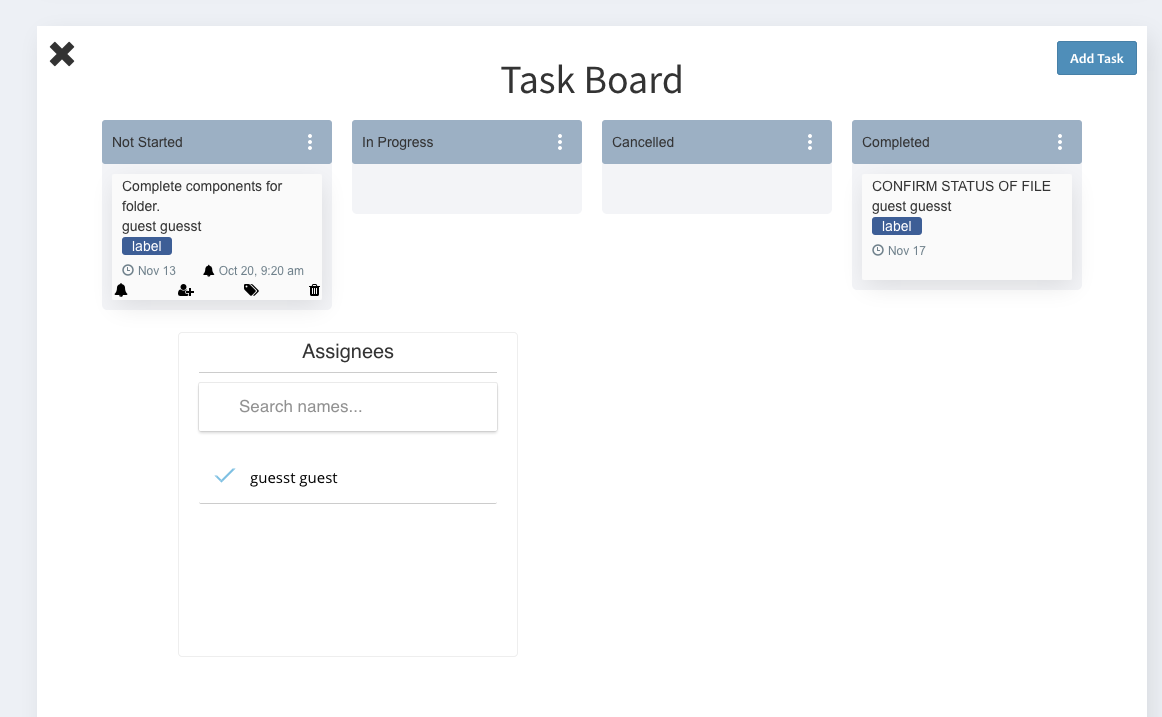 Add Task
Task Board
Not Started
In Progress
Cancelled
Completed
Complete components for
folder.
guest guesst
label
Nov 13
Oct 20, 9:20 am
CONFIRM STATUS OF FILE
guest guesst
label
Nov 17
Assignees
Search names...
guesst guest